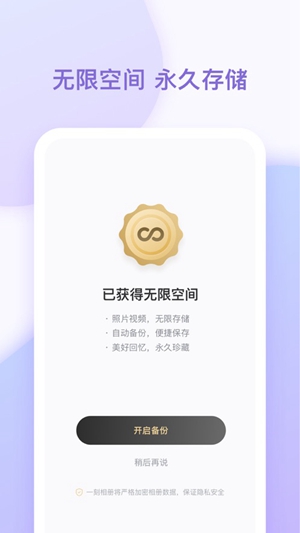 无限空间 永久存储
已获得无限空间
· 照片视频，无限存储
· 自动备份，便捷保存
· 美好回忆，永久珍藏
开启备份
稍后再说
一刻相册将严格加密相册数据，保证隐私安全